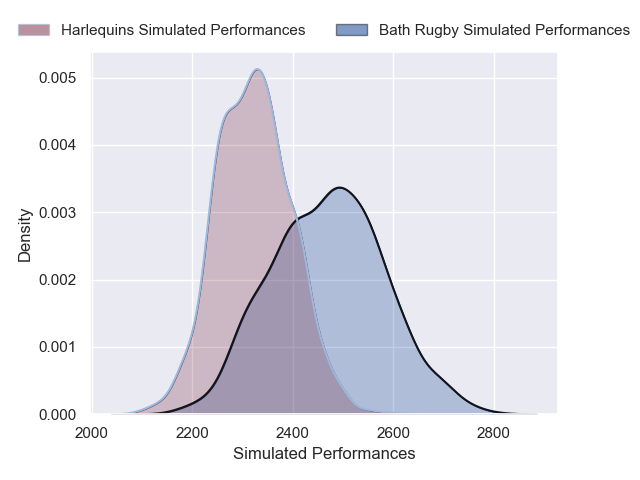 Harlequins Simulated Performances
Bath Rugby Simulated Performances
0.005
0.004
0.003
0.002
0.001
0.000
Density
2000 2200 2400 2600 2800
Simulated Performances